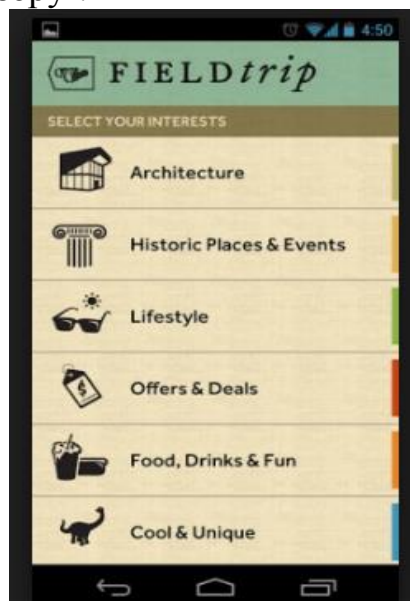 4:50
FIELDtrip
SELECT YOUR INTERESTS
Architecture
Historic Places & Events
Lifestyle
$
Offers & Deals
Food, Drinks & Fun
Cool & Unique